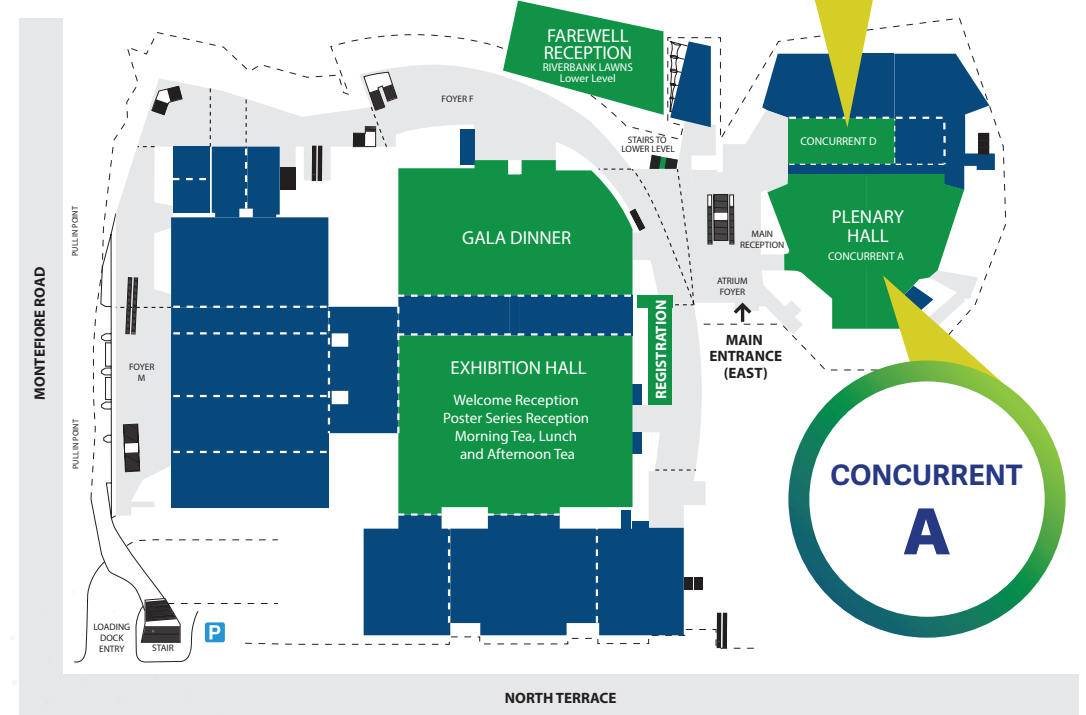 FAREWELL
RECEPTION
RIVERBANK LAWNS
Lower Level
FOYER F
STAIRS TO
LOWER LEVEL
CONCURRENT D
PLENARY
HALL
CONCURRENT A
MAIN
RECEPTION
ATRIUM
FOYER
MAIN
ENTRANCE
(EAST)
GALA DINNER
REGISTRATION
EXHIBITION HALL
Welcome Reception
Poster Series Reception
Morning Tea, Lunch
and Afternoon Tea
PULL IN POINT
MONTEFIORE ROAD
FOYER
M
PULL IN POINT
CONCURRENT
A
LOADING
DOCK
ENTRY
STAIR
P
NORTH TERRACE